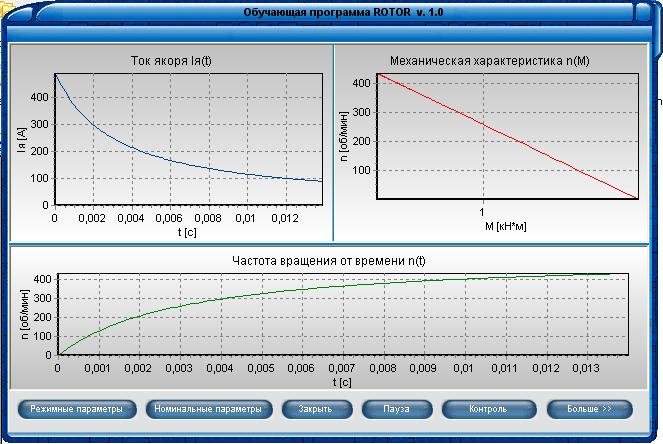 Обучающая программа ROTOR v. 1.0
Ток якоря Iя(t)
400
300
200
100
0
Iя [A]
0 0,002 0,004 0,006 0,008 0,01 0,012
t [c]
Механическая характеристика n(M)
400
300
200
100
n [об/мин]
1
М [кН*м]
Частота вращения от времени n(t)
400
300
200
100
0
n [об/мин]
0 0,001 0,002 0,003 0,004 0,005 0,006 0,007 0,008 0,009 0,01 0,011 0,012 0,013
t [c]
Режимные параметры Номинальные параметры Закрыть Пауза Контроль Больше >>